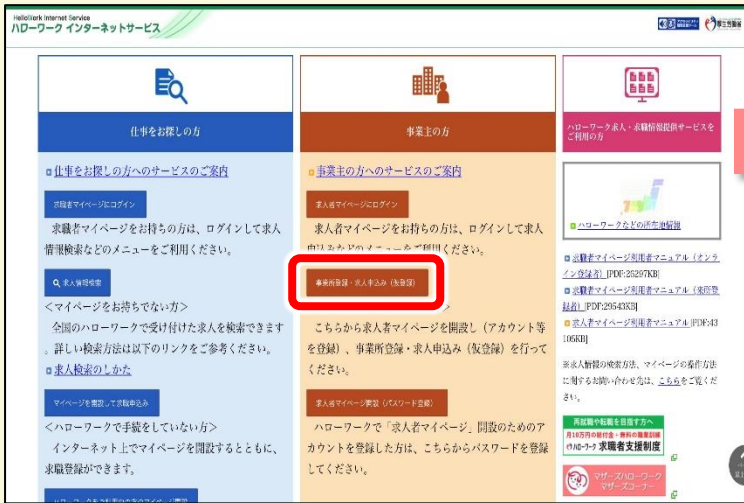 HelloWork Internet Service
ハローワーク インターネットサービス
厚生労働省
仕事をお探しの方
仕事をお探しの方へのサービスのご案内
求職者マイページにログイン
求職者マイページをお持ちの方は、ログインして求人
情報検索などのメニューをご利用ください。
求人情報検索
<マイページをお持ちでない方>
全国のハローワークで受け付けた求人を検索できます
。詳しい検索方法は以下のリンクをご参考ください。
求人検索のしかた
マイページを開設して求職申込み
<ハローワークで手続をしていない方>
インターネット上でマイページを開設するとともに、
求職登録ができます。
事業主の方
事業主の方へのサービスのご案内
求人者マイページにログイン
求人者マイページをお持ちの方は、ログインして求人
申込みなどのメニューをご利用ください。
事業所登録・求人申込み(仮登録)
>
こちらから求人者マイページを開設し(アカウント等
を登録)、事業所登録・求人申込み(仮登録)を行って
ください。
求人者マイページ開設(パスワード登録)
ハローワークで「求人者マイページ」開設のためのア
カウントを登録した方は、こちらからパスワードを登録
してください。
ハローワーク求人・求職情報提供サービスを
ご利用の方
ハローワークなどの所在地情報
求職者マイページ利用者マニュアル(オンラ
イン登録者)[PDF:25297KB]
求職者マイページ利用者マニュアル(来所登
録者)[PDF:29543KB]
求人者マイページ利用者マニュアル[PDF:43
105KB]
※求人情報の検索方法、マイページの操作方法
に関するお問い合わせ先は、こちらをご覧くだ
さい。
再就職や転職を目指す方へ
月10万円の給付金+無料の職業訓練
ハローワーク 求職者支援制度
マザーズハローワーク
マザーズコーナー